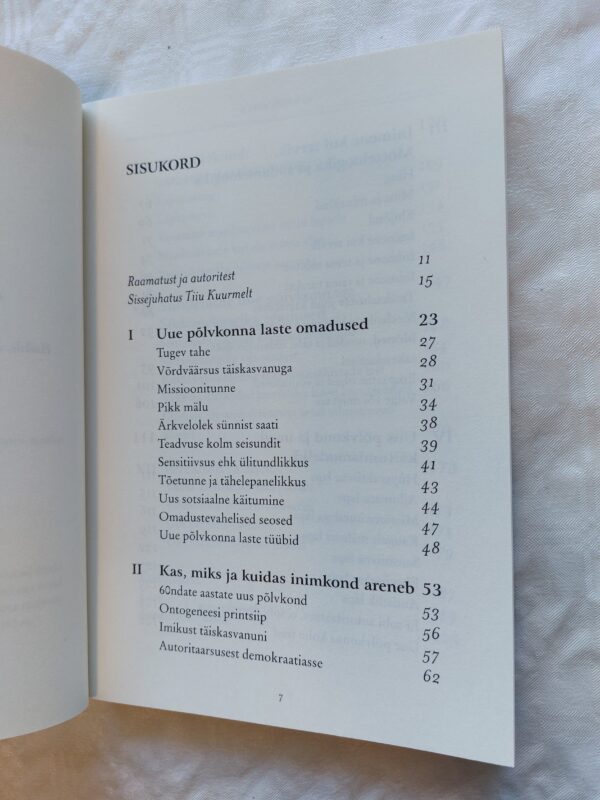 SISUKORD
Raamatust ja autoritest 11
Sissejuhatus Tiiu Kuurmelt 15
I Uue põlvkonna laste omadused 23
Tugev tahe 27
Võrdväärsus täiskasvanuga 28
Missioonitunne 31
Pikk mälu 34
Ärkvelolek sünnist saati 38
Teadvuse kolm seisundit 39
Sensitiivsus ehk ülitundlikkus 41
Tõetunne ja tähelepanelikkus 43
Uus sotsiaalne käitumine 44
Omadustevahelised seosed 47
Uue põlvkonna laste tüübid 48
II Kas, miks ja kuidas inimkond areneb 53
60ndate aastate uus põlvkond 53
Ontogeneesi printsiip 56
Imikust täiskasvanuni 57
Autoritaarsusest demokraatiasse 62
7